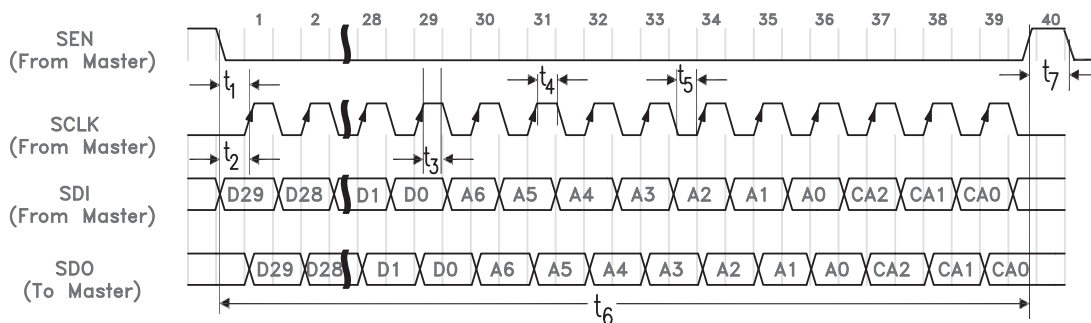 1 2 28 29 30 31 32 33 34 35 36 37 38 39 40
SEN
(From Master)
t1 t4 t5 t7
SCLK
(From Master)
t2 t3
SDI
(From Master)
D29 D28 D1 D0 A6 A5 A4 A3 A2 A1 A0 CA2 CA1 CA0
SDO
(To Master)
D29 D28 D1 D0 A6 A5 A4 A3 A2 A1 A0 CA2 CA1 CA0
t6